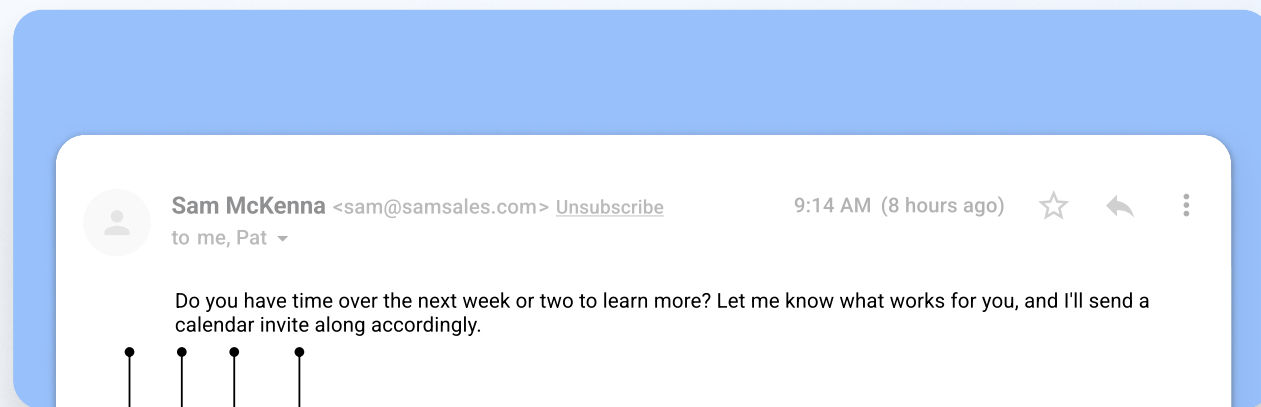 Sam McKenna <sam@samsales.com> Unsubscribe 9:14 AM (8 hours ago)
to me, Pat
Do you have time over the next week or two to learn more? Let me know what works for you, and I'll send a
calendar invite along accordingly.